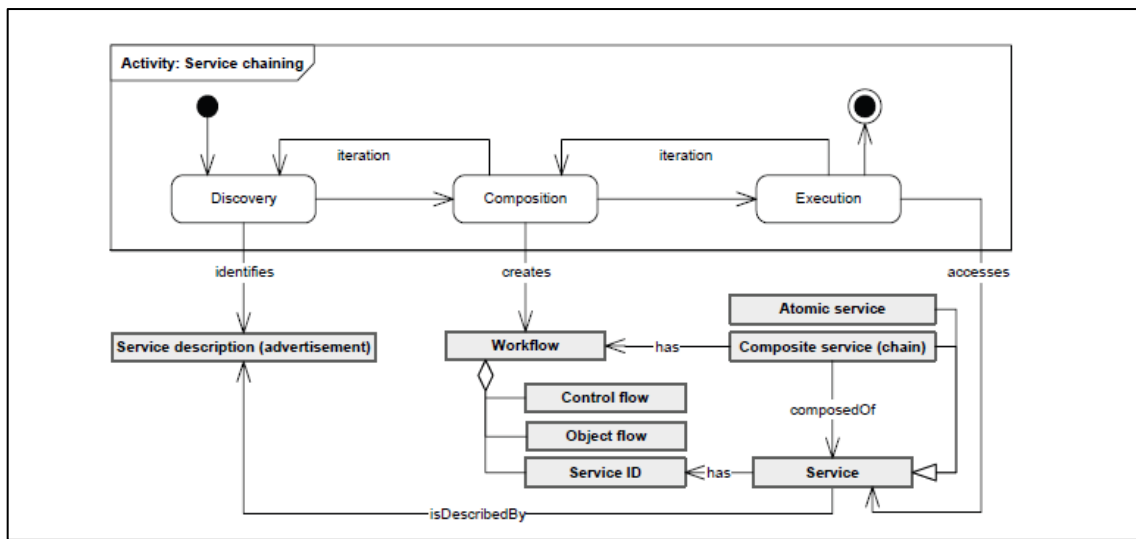 Activity: Service chaining
iteration
iteration
Discovery
Composition
Execution
identifies
creates
accesses
Atomic service
Service description (advertisement)
Workflow
has
Composite service (chain)
Control flow
composedOf
Object flow
Service ID
has
Service
isDescribedBy